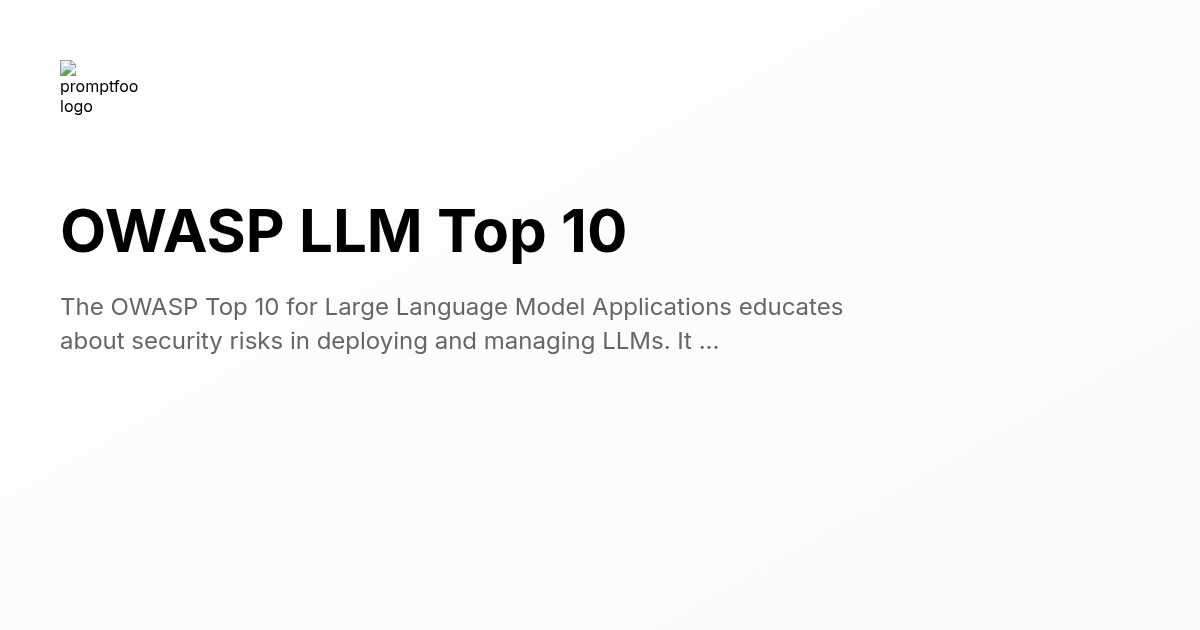 promptfoo
logo
OWASP LLM Top 10
The OWASP Top 10 for Large Language Model Applications educates
about security risks in deploying and managing LLMs. It ...